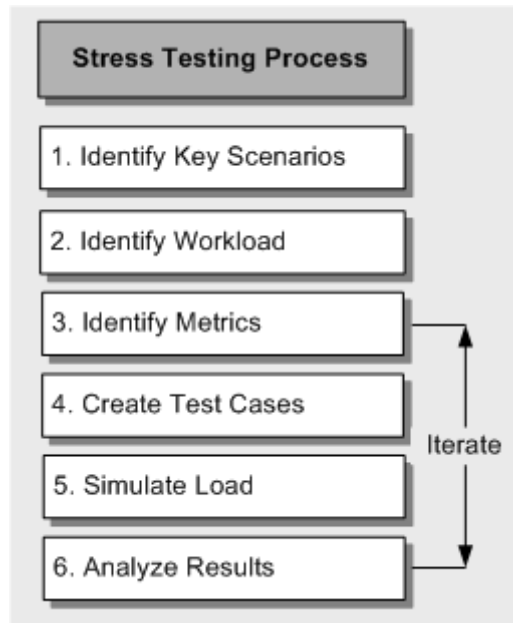 Stress Testing Process
1. Identify Key Scenarios
2. Identify Workload
3. Identify Metrics
4. Create Test Cases
Iterate
5. Simulate Load
6. Analyze Results